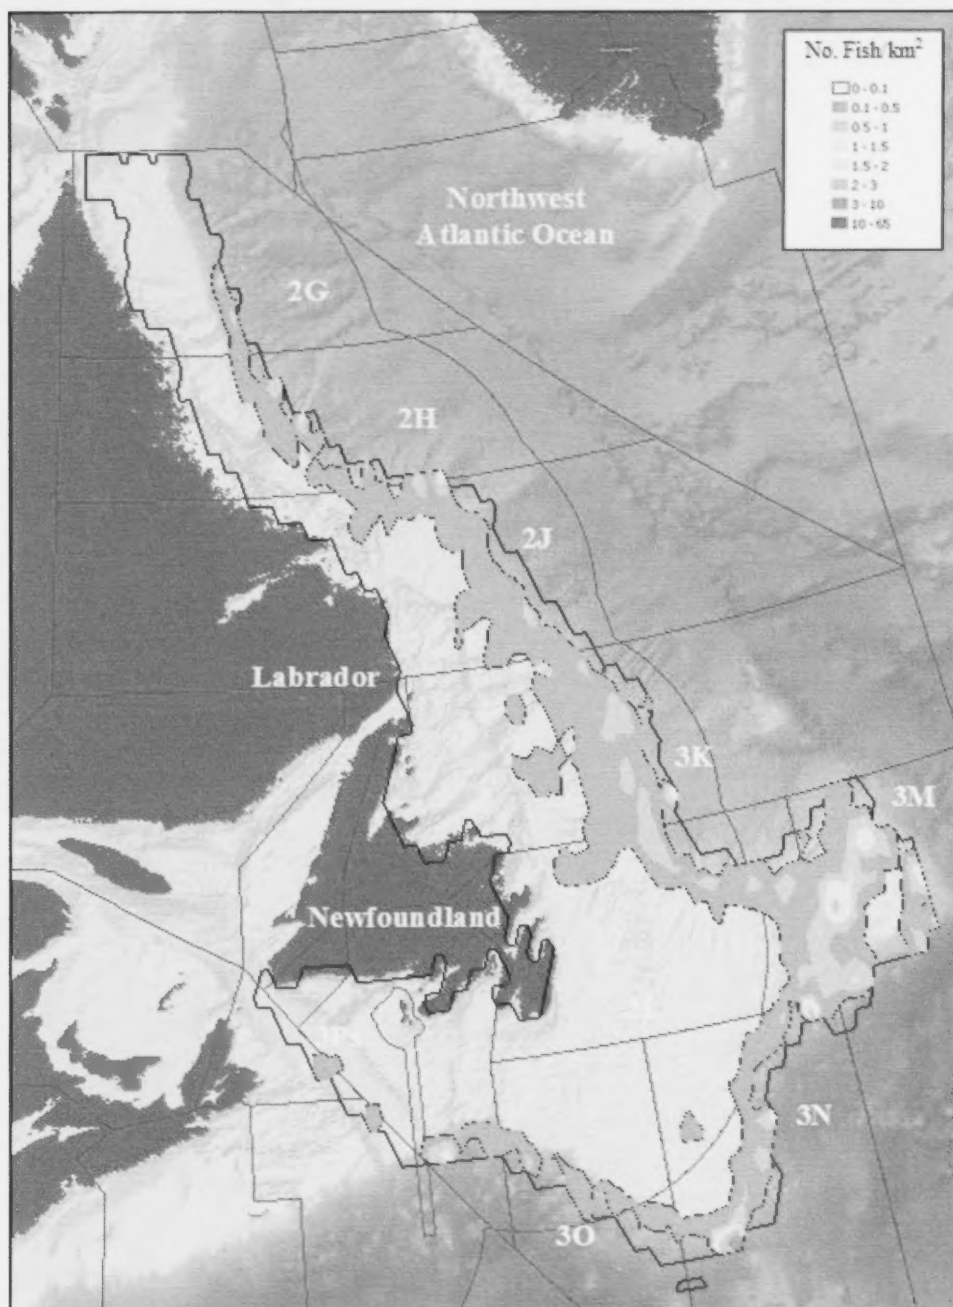 No. Fish/km²
0 - 0.1
0.1 - 0.5
0.5 - 1
1 - 1.5
1.5 - 2
2 - 3
3 - 10
10 - 65
Northwest
Atlantic Ocean
2G
2H
2J
Labrador
3K
3M
Newfoundland
3N
3O